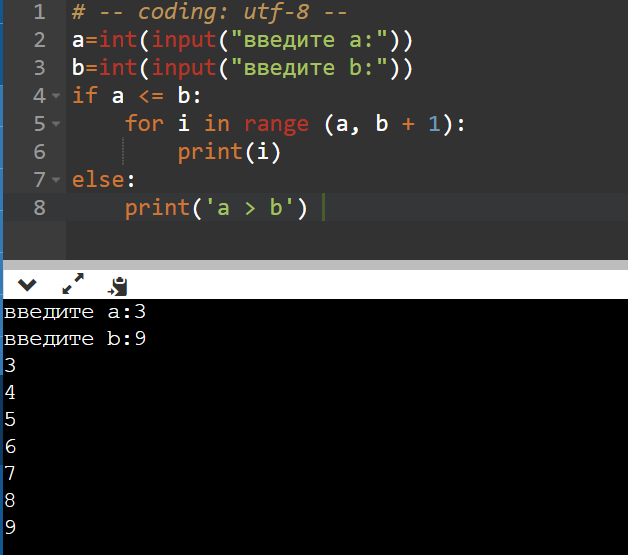 1 # -- coding: utf-8 --
2 a=int(input("введите a:"))
3 b=int(input("введите b:"))
4 if a <= b:
5     for i in range (a, b + 1):
6         print(i)
7 else:
8     print('a > b')
введите a:3
введите b:9
3
4
5
6
7
8
9